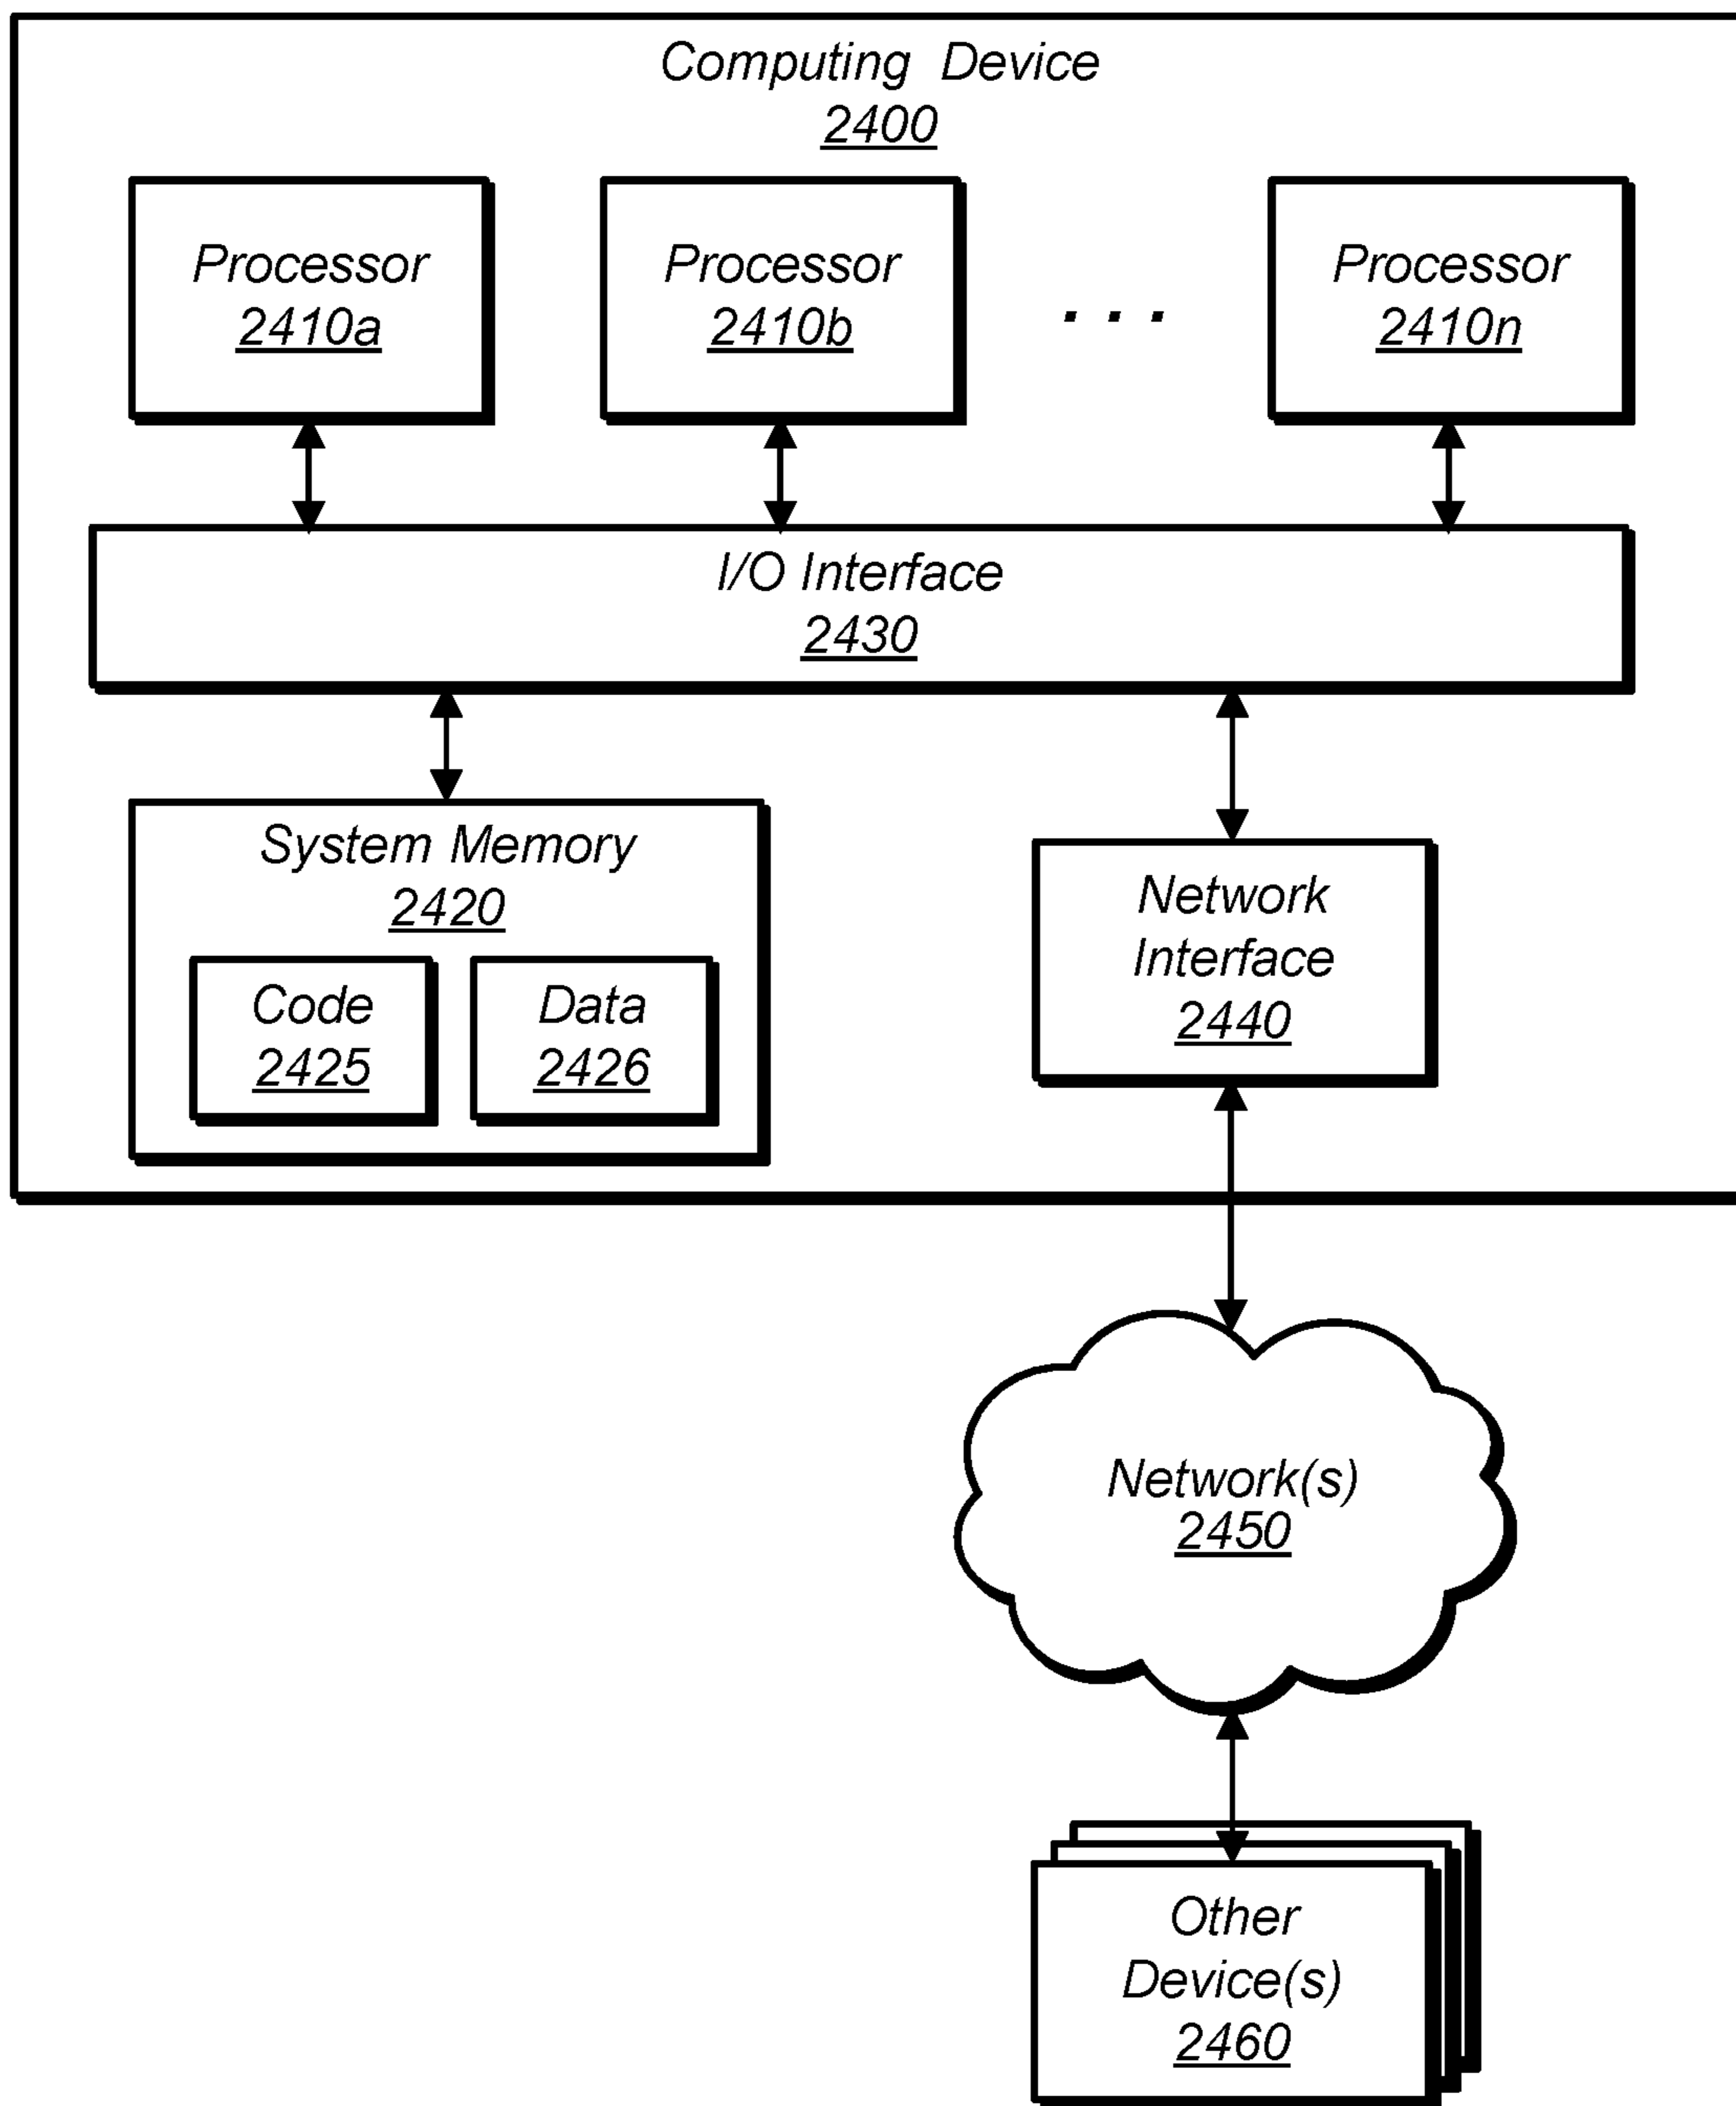 Computing Device
2400
Processor
2410a
Processor
2410b
. . .
Processor
2410n
I/O Interface
2430
System Memory
2420
Code
2425
Data
2426
Network
Interface
2440
Network(s)
2450
Other
Device(s)
2460